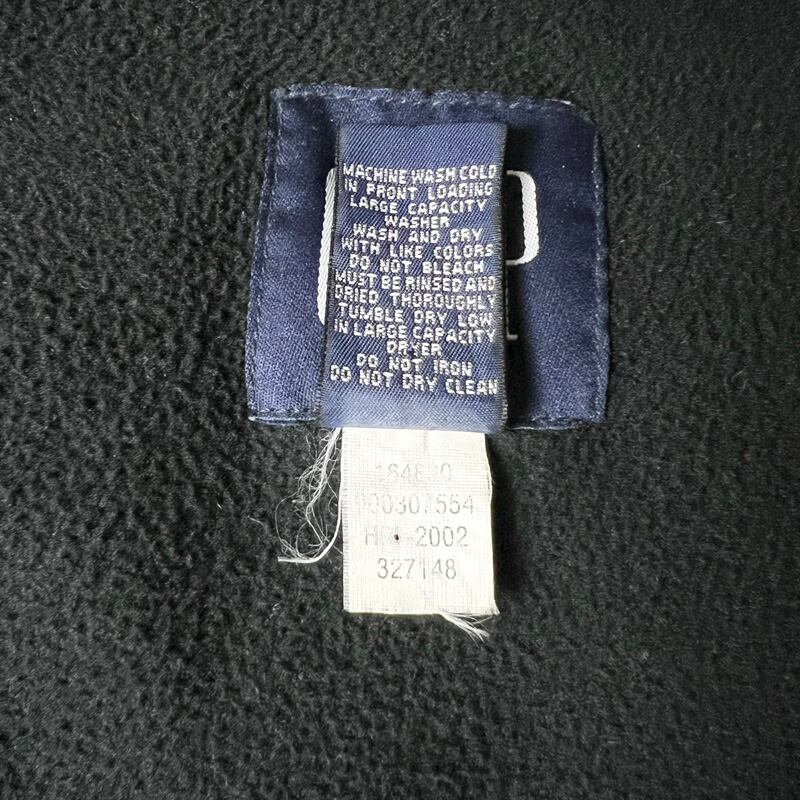 MACHINE WASH COLD
IN FRONT LOADING
LARGE CAPACITY
WASHER
WASH AND DRY
WITH LIKE COLORS
DO NOT BLEACH
MUST BE RINSED AND
DRIED THOROUGHLY
TUMBLE DRY LOW
IN LARGE CAPACITY
DRYER
DO NOT IRON
DO NOT DRY CLEAN
327148